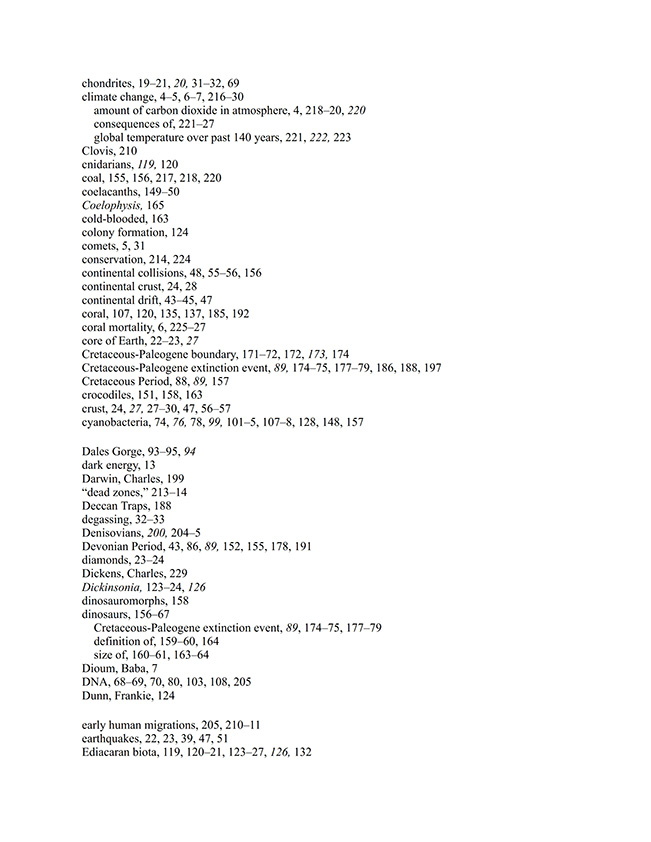 chondrites, 19–21, 20, 31–32, 69
climate change, 4–5, 6–7, 216–30
amount of carbon dioxide in atmosphere, 4, 218–20, 220
consequences of, 221–27
global temperature over past 140 years, 221, 222, 223
Clovis, 210
cnidarians, 119, 120
coal, 155, 156, 217, 218, 220
coelacanths, 149–50
Coelophysis, 165
cold-blooded, 163
colony formation, 124
comets, 5, 31
conservation, 214, 224
continental collisions, 48, 55–56, 156
continental crust, 24, 28
continental drift, 43–45, 47
coral, 107, 120, 135, 137, 185, 192
coral mortality, 6, 225–27
core of Earth, 22–23, 27
Cretaceous-Paleogene boundary, 171–72, 172, 173, 174
Cretaceous-Paleogene extinction event, 89, 174–75, 177–79, 186, 188, 197
Cretaceous Period, 88, 89, 157
crocodiles, 151, 158, 163
crust, 24, 27, 27–30, 47, 56–57
cyanobacteria, 74, 76, 78, 99, 101–5, 107–8, 128, 148, 157
Dales Gorge, 93–95, 94
dark energy, 13
Darwin, Charles, 199
“dead zones,” 213–14
Deccan Traps, 188
degassing, 32–33
Denisovians, 200, 204–5
Devonian Period, 43, 86, 89, 152, 155, 178, 191
diamonds, 23–24
Dickens, Charles, 229
Dickinsonia, 123–24, 126
dinosauromorphs, 158
dinosaurs, 156–67
Cretaceous-Paleogene extinction event, 89, 174–75, 177–79
definition of, 159–60, 164
size of, 160–61, 163–64
Dioum, Baba, 7
DNA, 68–69, 70, 80, 103, 108, 205
Dunn, Frankie, 124
early human migrations, 205, 210–11
earthquakes, 22, 23, 39, 47, 51
Ediacaran biota, 119, 120–21, 123–27, 126, 132